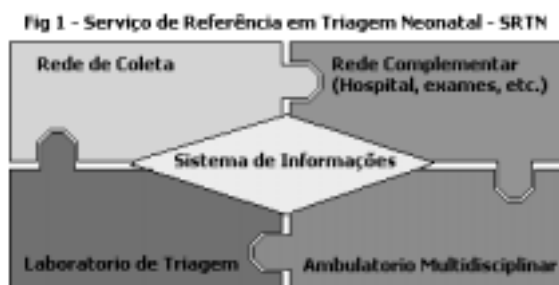 Fig 1 - Serviço de Referência em Triagem Neonatal - SRTN
Rede de Coleta
Rede Complementar
(Hospital, exames, etc.)
Sistema de Informações
Laboratorio de Triagem
Ambulatorio Multidisciplinar